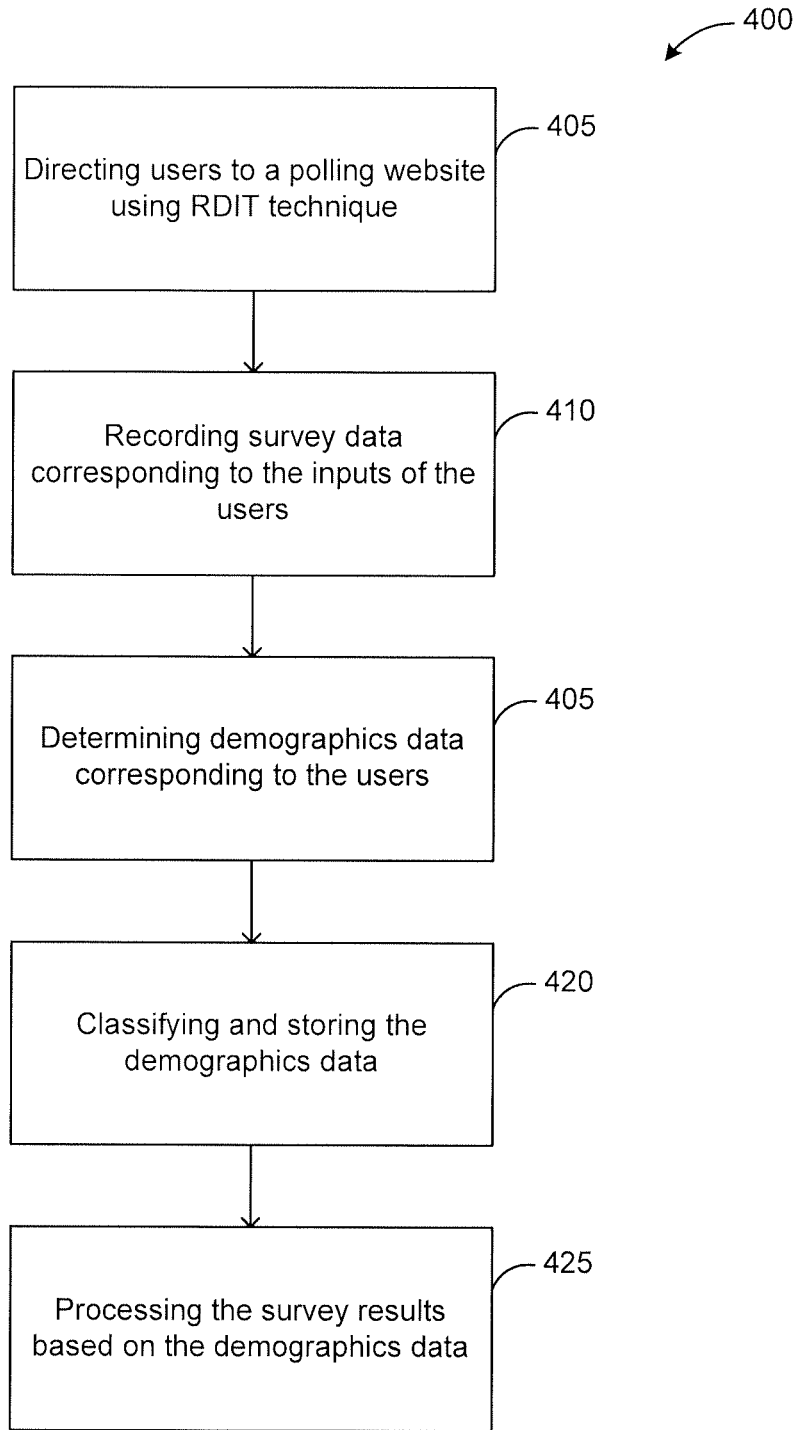 400
405
Directing users to a polling website
using RDIT technique
410
Recording survey data
corresponding to the inputs of the
users
405
Determining demographics data
corresponding to the users
420
Classifying and storing the
demographics data
425
Processing the survey results
based on the demographics data